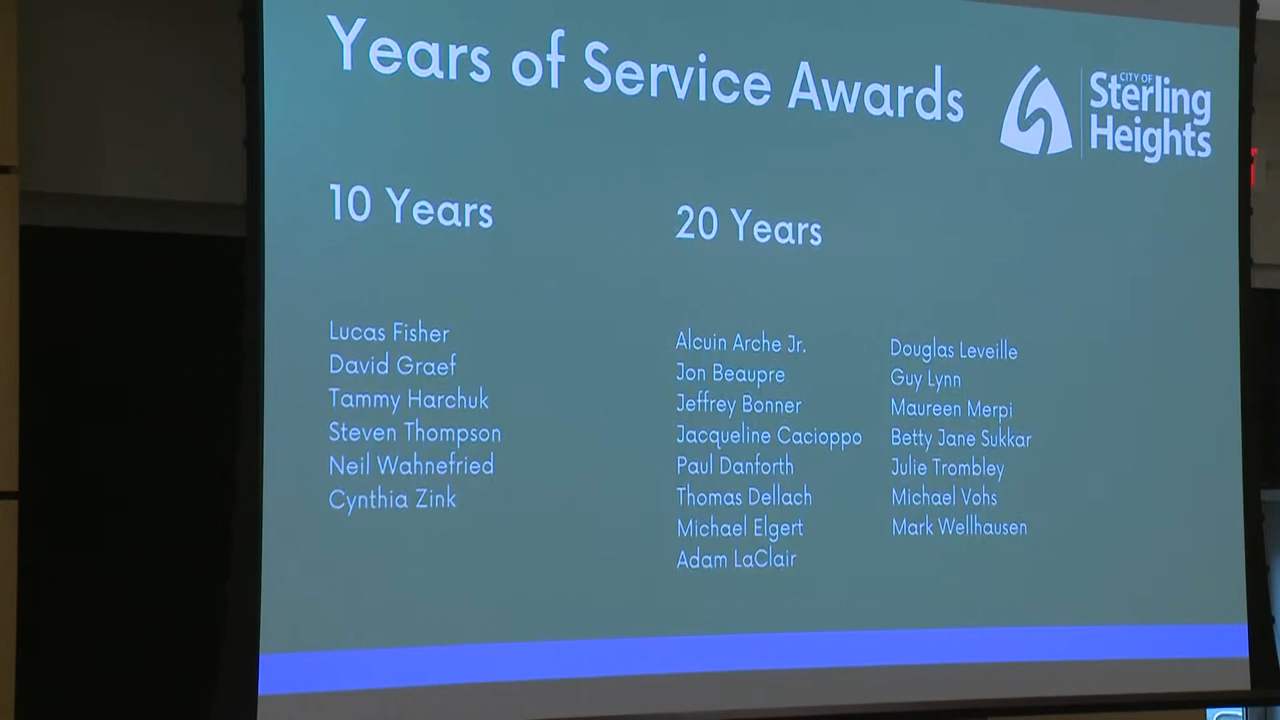 Years of Service Awards
CITY OF
Sterling
Heights
10 Years
Lucas Fisher
David Graef
Tammy Harchuk
Steven Thompson
Neil Wahnefried
Cynthia Zink
20 Years
Alcuin Arche Jr.
Jon Beaupre
Jeffrey Bonner
Jacqueline Cacioppo
Paul Danforth
Thomas Dellach
Michael Elgert
Adam LaClair
Douglas Leveille
Guy Lynn
Maureen Merpi
Betty Jane Sukkar
Julie Trombley
Michael Vohs
Mark Wellhausen